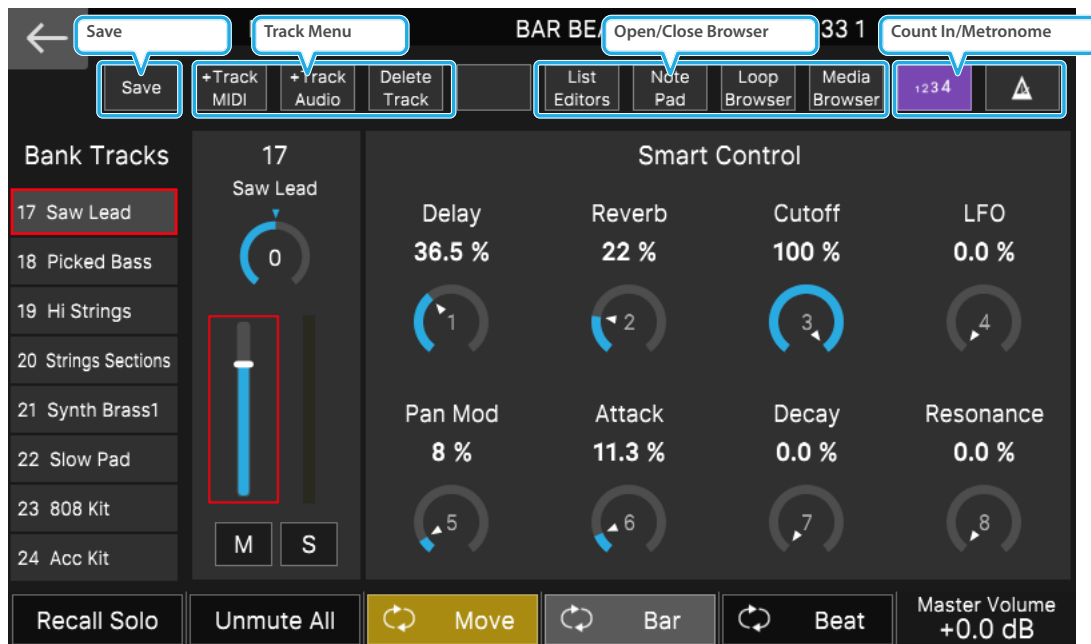 Save
Track Menu
BAR BEA
Open/Close Browser
33 1
Count In/Metronome
Save
+Track MIDI
+Track Audio
Delete Track
List Editors
Note Pad
Loop Browser
Media Browser
1234
Bank Tracks
17 Saw Lead
18 Picked Bass
19 Hi Strings
20 Strings Sections
21 Synth Brass1
22 Slow Pad
23 808 Kit
24 Acc Kit
17
Saw Lead
0
M
S
Smart Control
Delay
Reverb
Cutoff
LFO
36.5 %
22 %
100 %
0.0 %
1
2
3
4
Pan Mod
Attack
Decay
Resonance
8 %
11.3 %
0.0 %
0.0 %
5
6
7
8
Recall Solo
Unmute All
Move
Bar
Beat
Master Volume
+0.0 dB